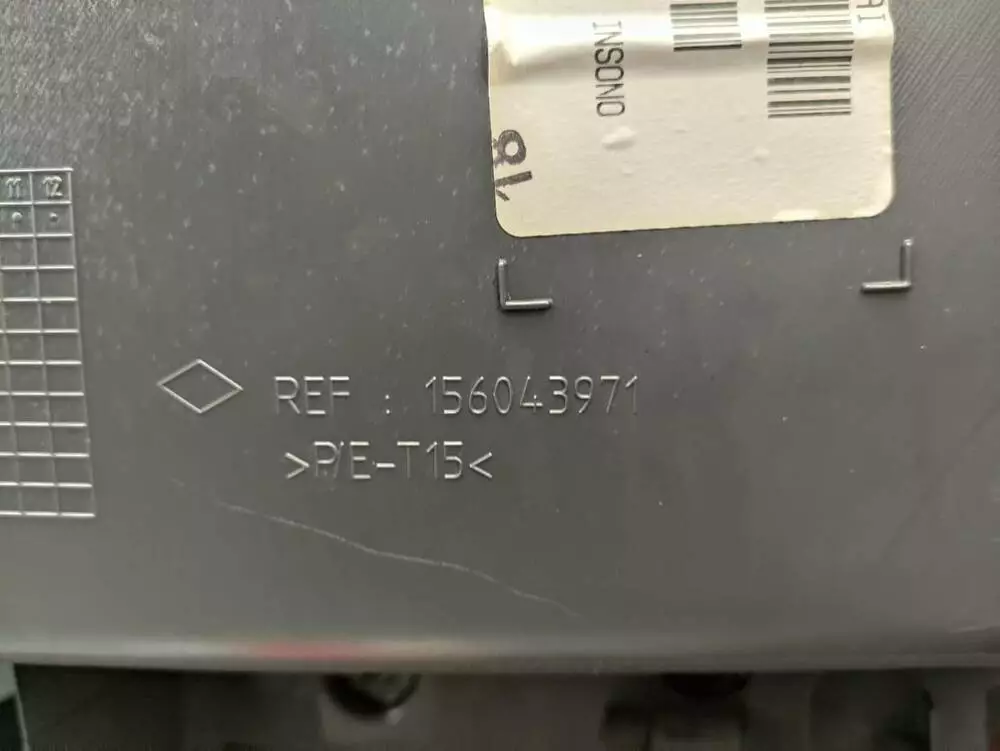 INSONO
11 12
REF : 156043971
>P/E-T15<